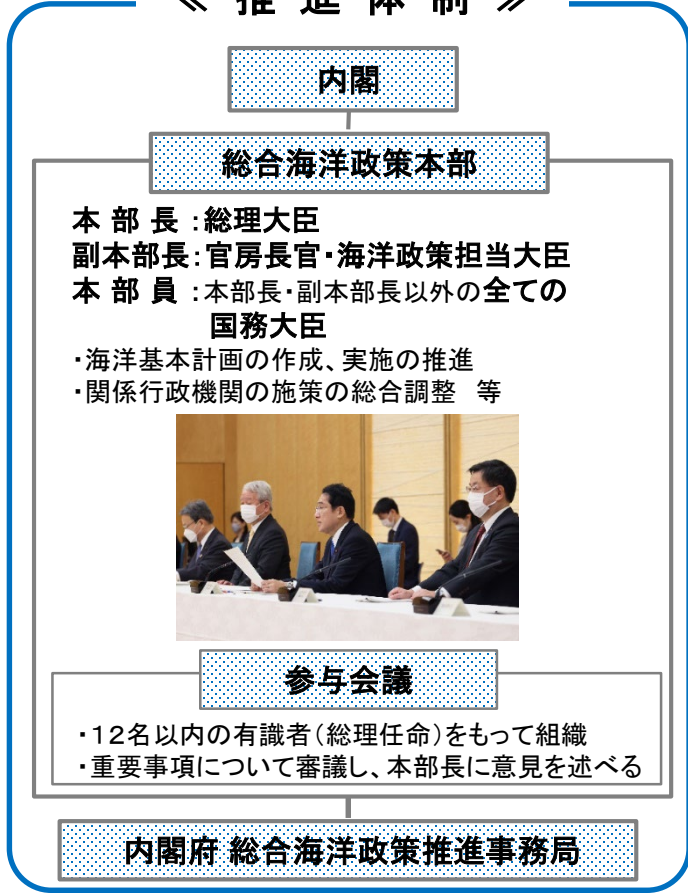 ≪ 推 進 体 制 ≫
内閣
総合海洋政策本部
本 部 長 ：総理大臣
副本部長：官房長官・海洋政策担当大臣
本 部 員 ：本部長・副本部長以外の全ての
国務大臣
・海洋基本計画の作成、実施の推進
・関係行政機関の施策の総合調整　等
参与会議
・１２名以内の有識者（総理任命）をもって組織
・重要事項について審議し、本部長に意見を述べる
内閣府 総合海洋政策推進事務局